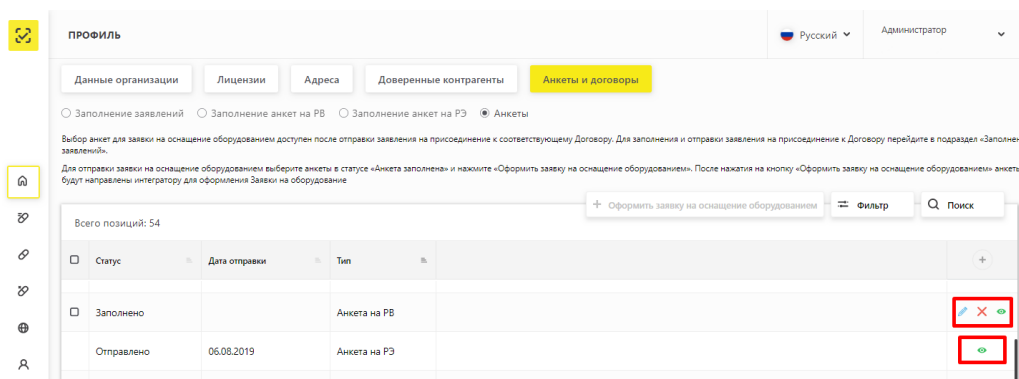 ПРОФИЛЬ
Русский
Администратор
Данные организации
Лицензии
Адреса
Доверенные контрагенты
Анкеты и договоры
Заполнение заявлений
Заполнение анкет на РВ
Заполнение анкет на РЭ
Анкеты
Выбор анкет для заявки на оснащение оборудованием доступен после отправки заявления на присоединение к соответствующему Договору. Для заполнения и отправки заявления на присоединение к Договору перейдите в подраздел «Заполнен
заявлений».
Для отправки заявки на оснащение оборудованием выберите анкеты в статусе «Анкета заполнена» и нажмите «Оформить заявку на оснащение оборудованием». После нажатия на кнопку «Оформить заявку на оснащение оборудованием» анкеть
будут направлены интегратору для оформления Заявки на оборудование
+ Оформить заявку на оснащение оборудованием
Фильтр
Поиск
Всего позиций: 54
Статус
Дата отправки
Тип
+
Заполнено
Анкета на РВ
Отправлено
06.08.2019
Анкета на РЭ